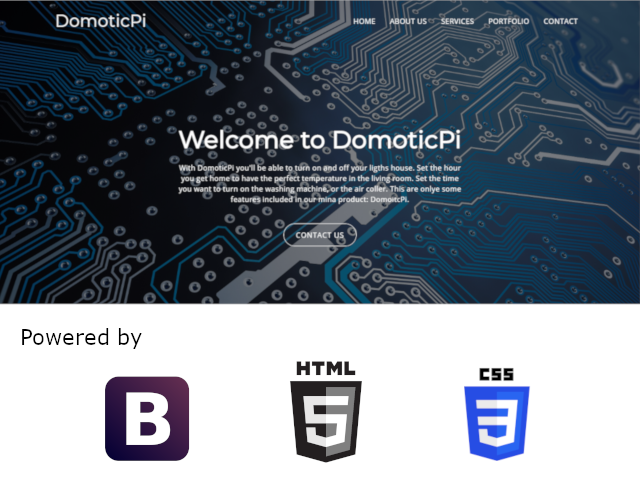 DomoticPi
HOME ABOUT US SERVICES PORTFOLIO CONTACT
Welcome to DomoticPi
With DomoticPi you'll be able to turn on and off your ligths house. Set the hour
you get home to have the perfect temperature in the living room. Set the time
you want to turn on the washing machine, or the air coller. This are onlye some
features included in our mina product: DomoticPi.
CONTACT US
Powered by
B
HTML
5
CSS
3